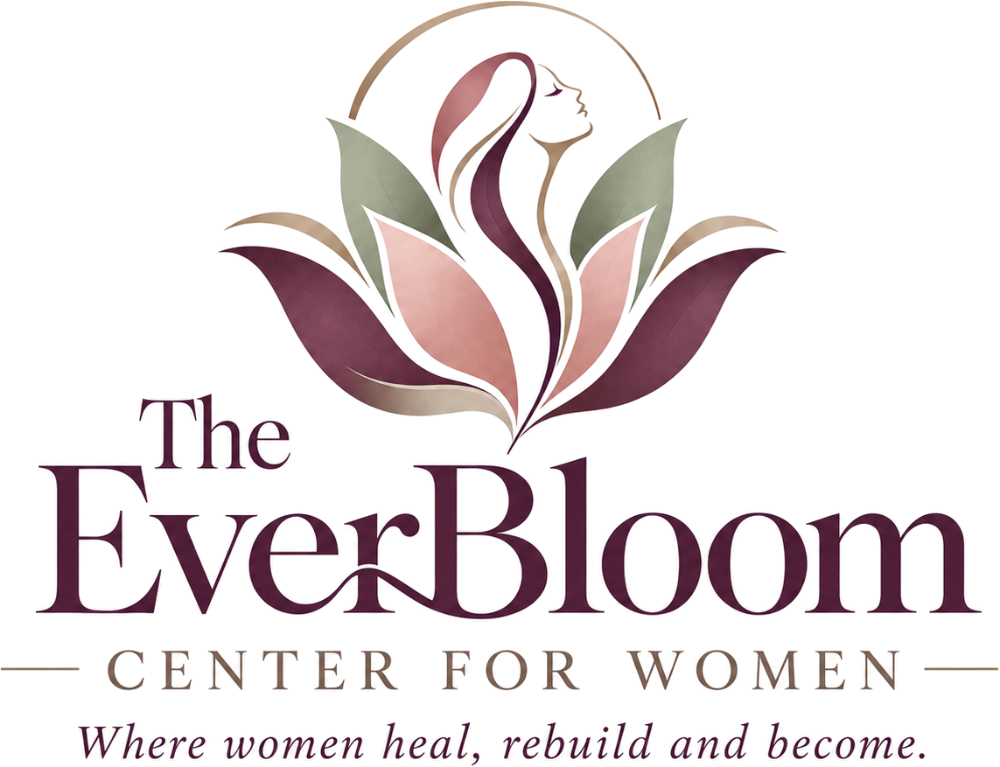 The
EverBloom
CENTER FOR WOMEN
Where women heal, rebuild and become.